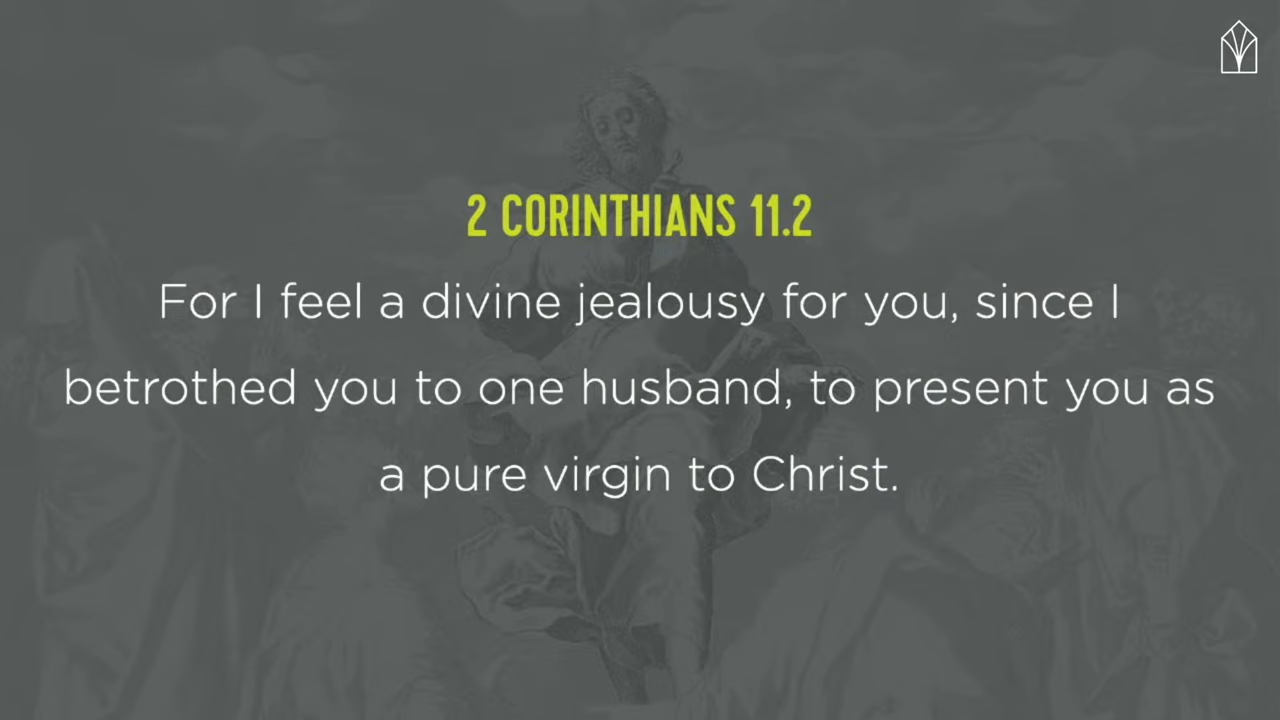 2 CORINTHIANS 11.2
For I feel a divine jealousy for you, since I
betrothed you to one husband, to present you as
a pure virgin to Christ.